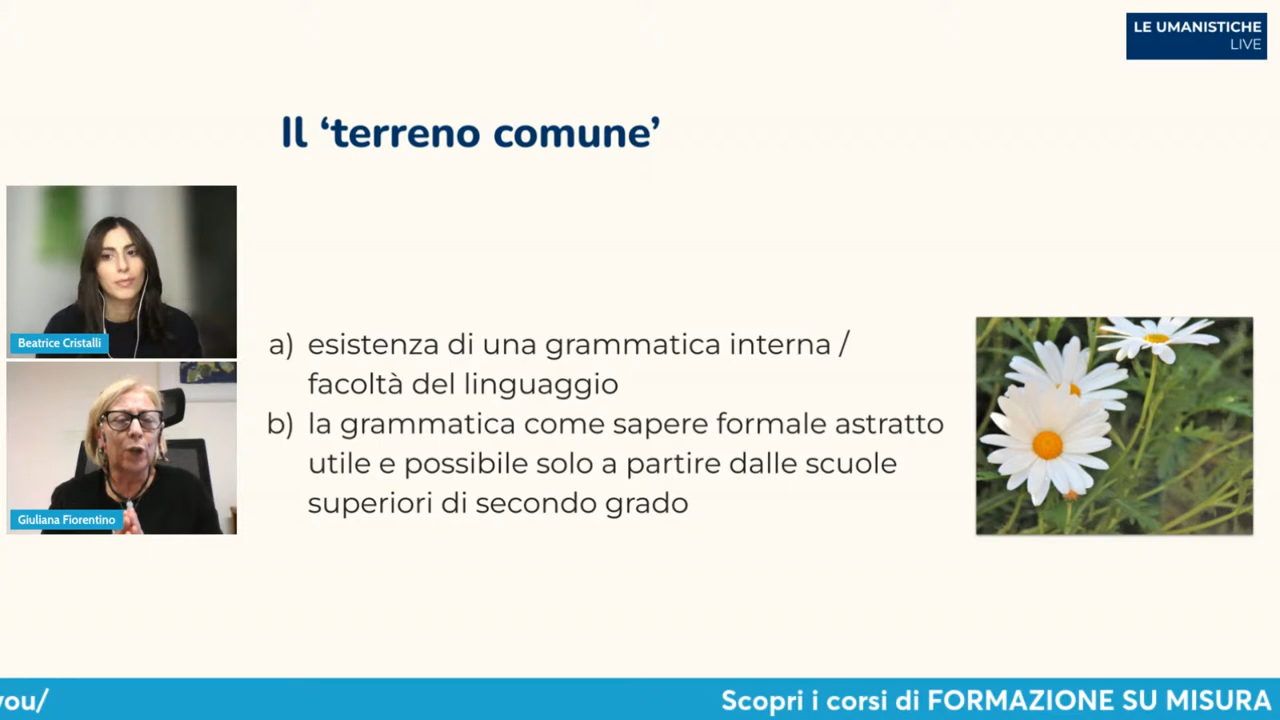 LE UMANISTICHE
LIVE
Il ‘terreno comune’
Beatrice Cristalli
Giuliana Fiorentino
a) esistenza di una grammatica interna /
facoltà del linguaggio
b) la grammatica come sapere formale astratto
utile e possibile solo a partire dalle scuole
superiori di secondo grado
you/
Scopri i corsi di FORMAZIONE SU MISURA